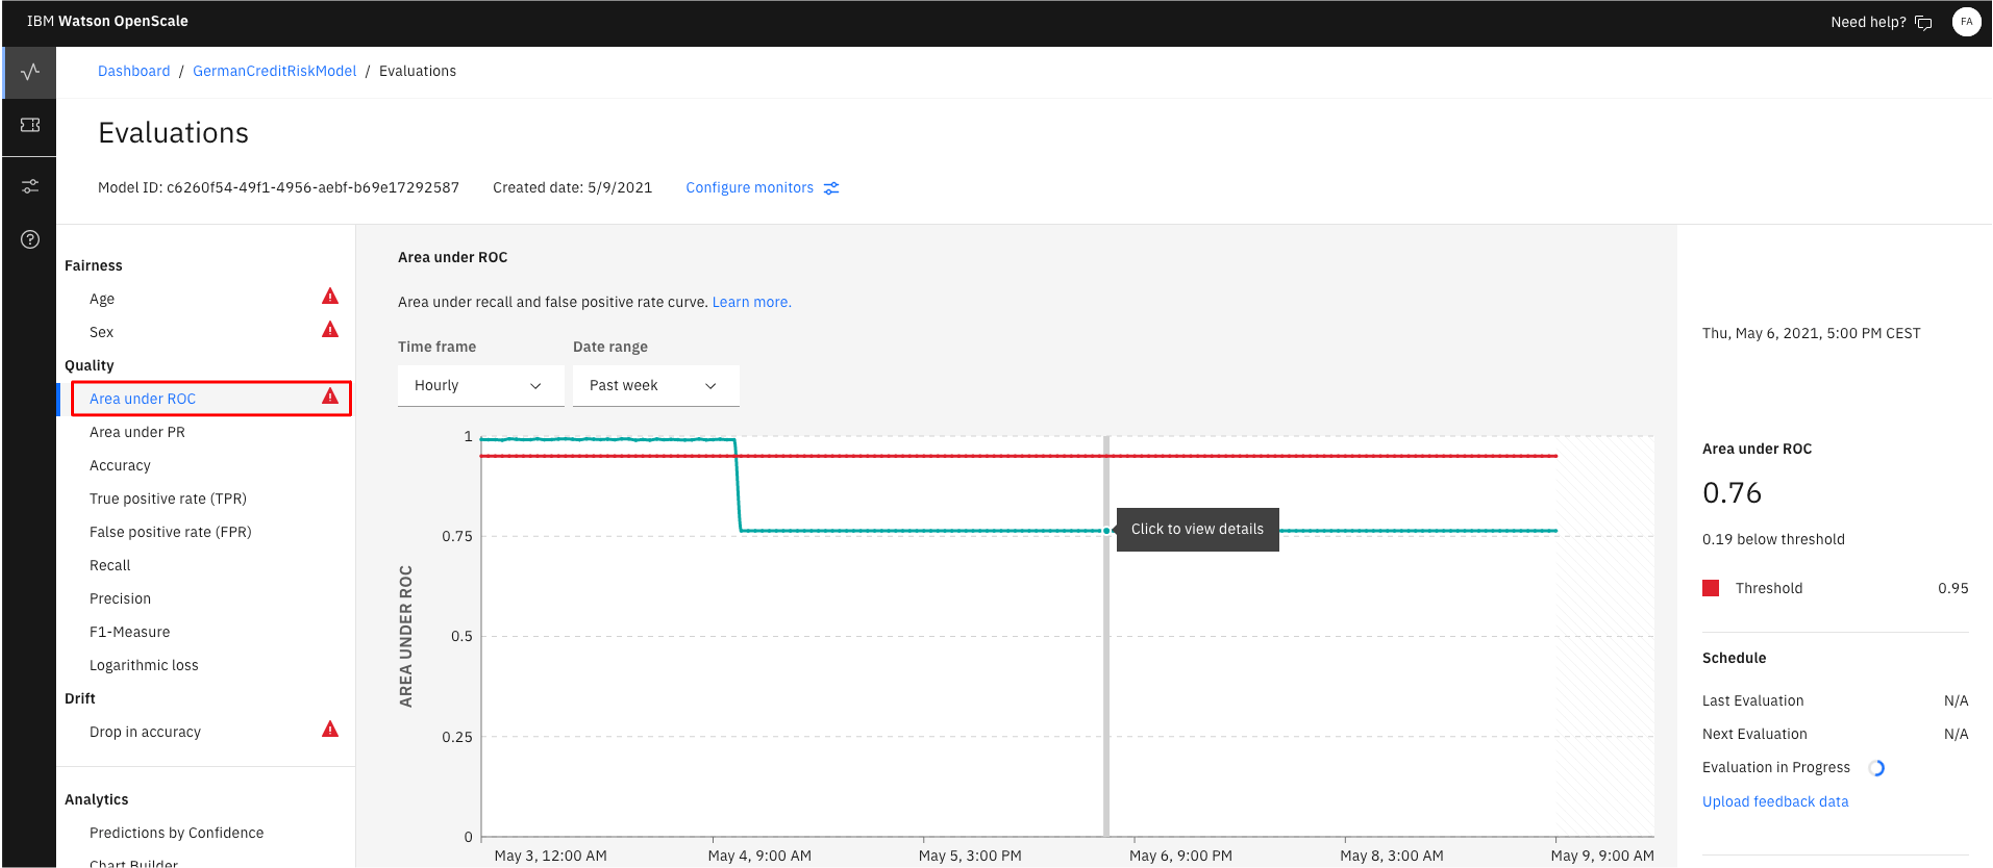 IBM Watson OpenScale
Need help?
FA
Dashboard / GermanCreditRiskModel / Evaluations
Evaluations
Model ID: c6260f54-49f1-4956-aebf-b69e17292587 Created date: 5/9/2021 Configure monitors
Fairness
Age
Sex
Quality
Area under ROC
Area under PR
Accuracy
True positive rate (TPR)
False positive rate (FPR)
Recall
Precision
F1-Measure
Logarithmic loss
Drift
Drop in accuracy
Analytics
Predictions by Confidence
Chart Builder
Area under ROC
Area under recall and false positive rate curve. Learn more.
Time frame
Hourly
Date range
Past week
1
0.75
0.5
0.25
0
AREA UNDER ROC
Click to view details
May 3, 12:00 AM
May 4, 9:00 AM
May 5, 3:00 PM
May 6, 9:00 PM
May 8, 3:00 AM
May 9, 9:00 AM
Thu, May 6, 2021, 5:00 PM CEST
Area under ROC
0.76
0.19 below threshold
Threshold 0.95
Schedule
Last Evaluation N/A
Next Evaluation N/A
Evaluation in Progress
Upload feedback data